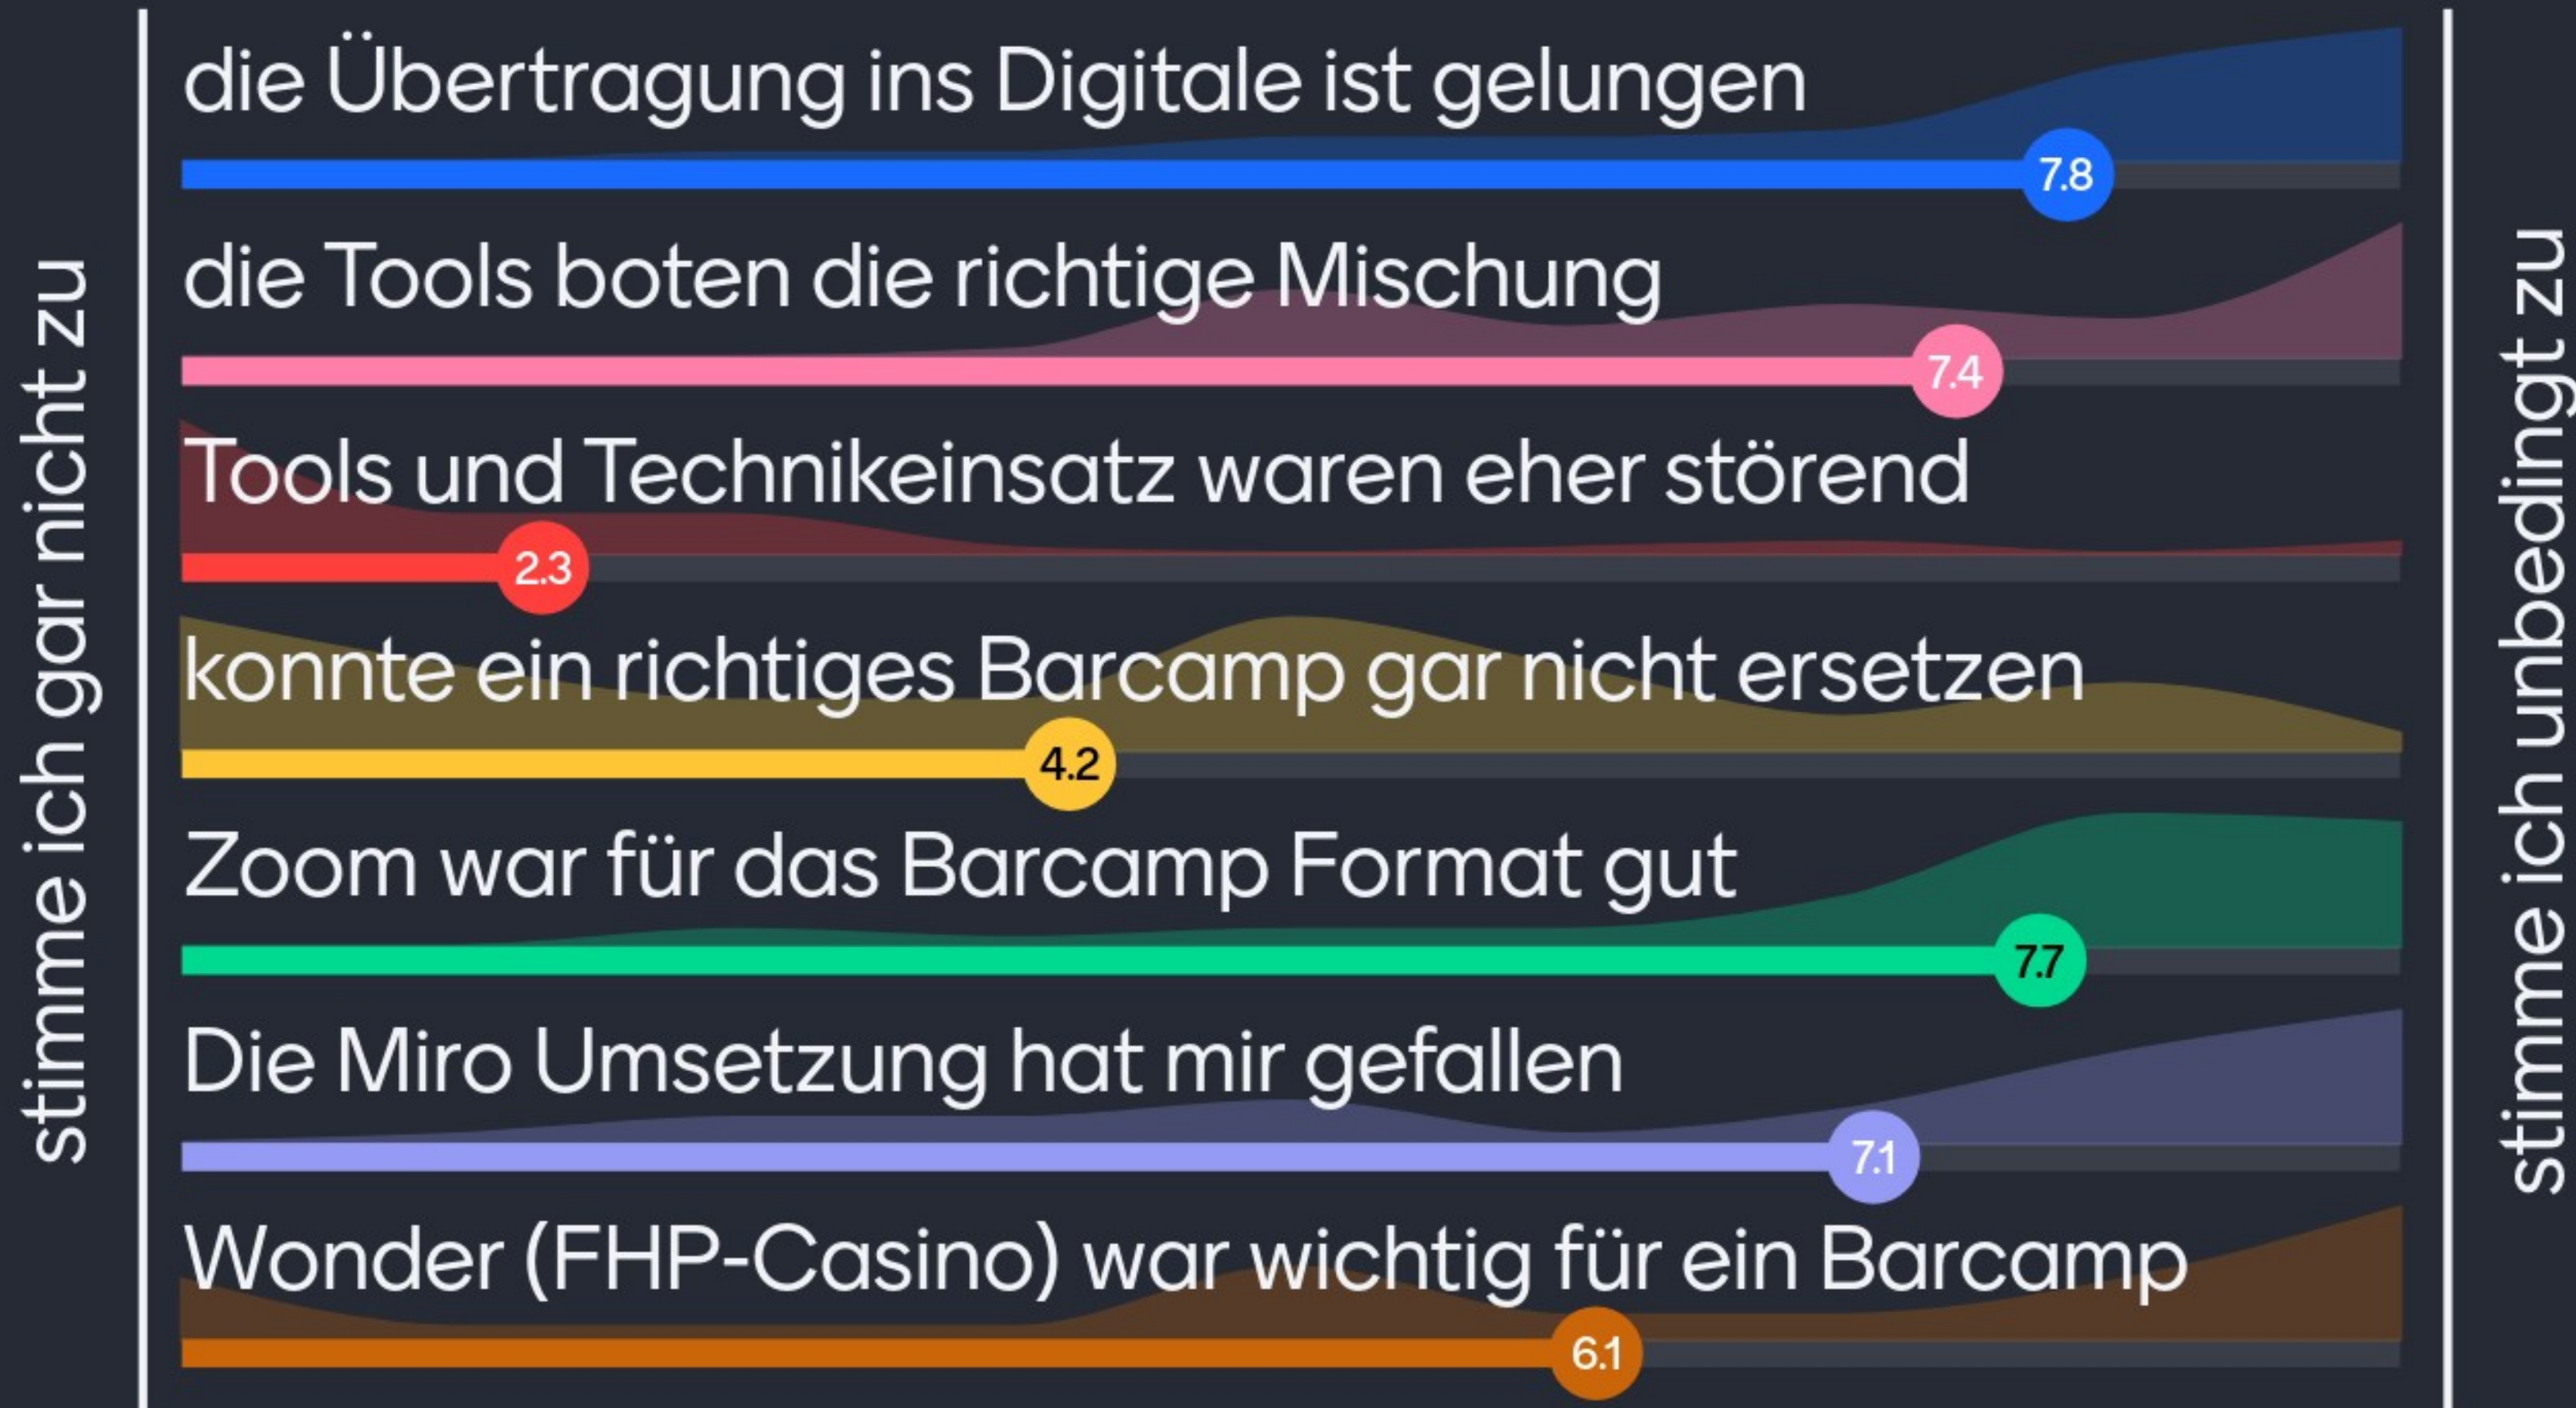 stimme ich gar nicht zu
die Übertragung ins Digitale ist gelungen
7.8
die Tools boten die richtige Mischung
7.4
Tools und Technikeinsatz waren eher störend
2.3
konnte ein richtiges Barcamp gar nicht ersetzen
4.2
Zoom war für das Barcamp Format gut
7.7
Die Miro Umsetzung hat mir gefallen
7.1
Wonder (FHP-Casino) war wichtig für ein Barcamp
6.1
stimme ich unbedingt zu